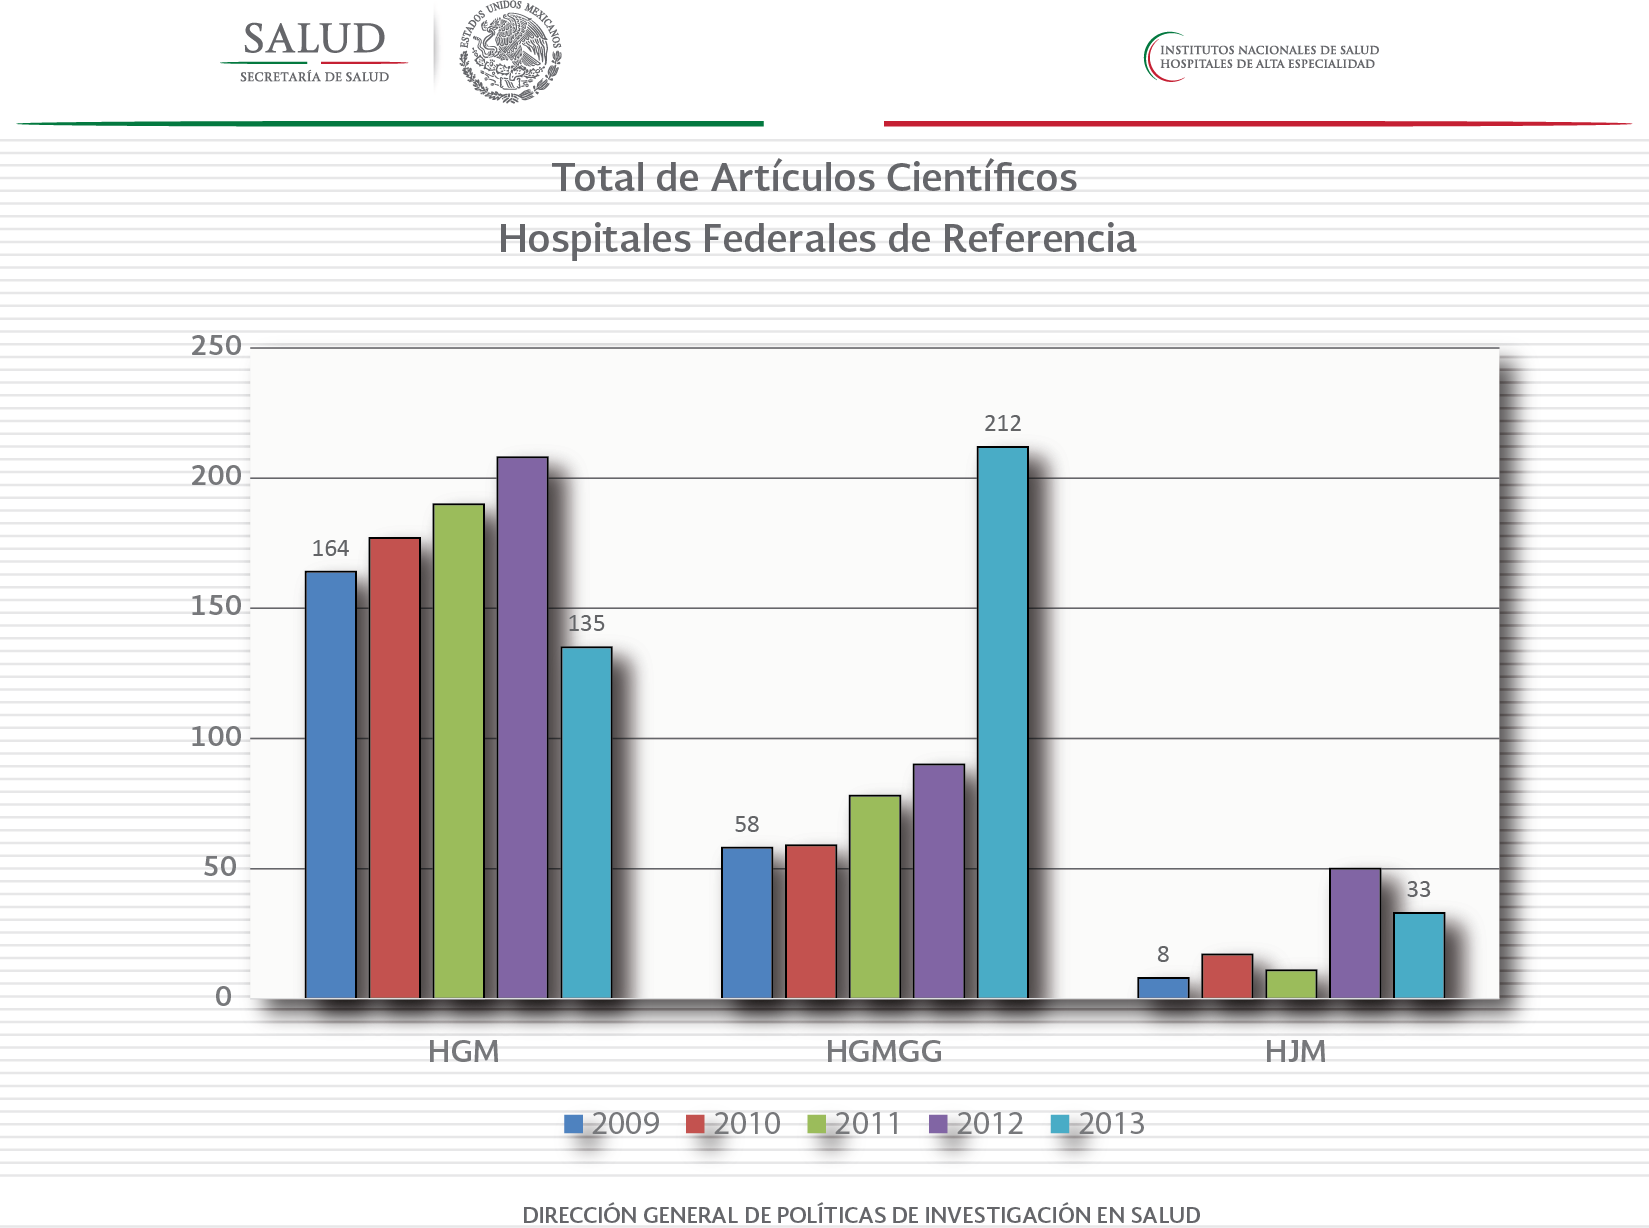 SALUD
SECRETARÍA DE SALUD
ESTADOS UNIDOS MEXICANOS
INSTITUTOS NACIONALES DE SALUD
HOSPITALES DE ALTA ESPECIALIDAD
Total de Artículos Científicos
Hospitales Federales de Referencia
250
200
150
100
50
0
164
135
58
212
8
33
HGM
HGMGG
HJM
2009
2010
2011
2012
2013
DIRECCIÓN GENERAL DE POLÍTICAS DE INVESTIGACIÓN EN SALUD